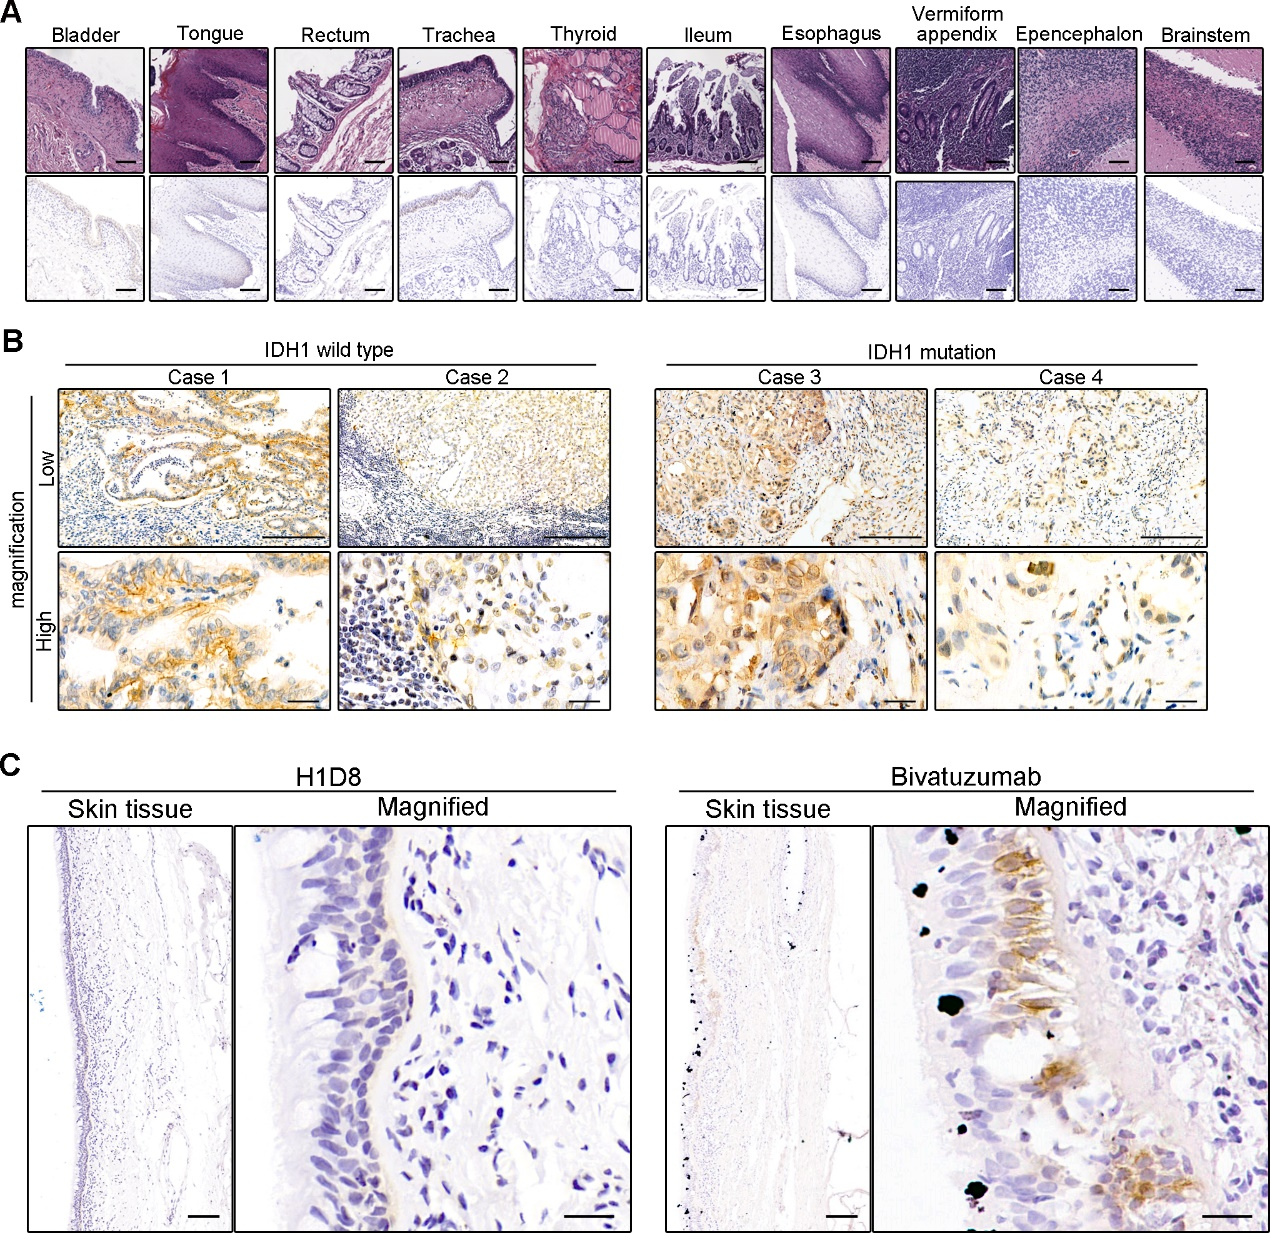 A
Bladder
Tongue
Rectum
Trachea
Thyroid
Ileum
Esophagus
Vermiform
appendix
Epencephalon
Brainstem
B
IDH1 wild type
IDH1 mutation
Case 1
Case 2
Case 3
Case 4
magnification
Low
High
C
H1D8
Bivatuzumab
Skin tissue
Magnified
Skin tissue
Magnified